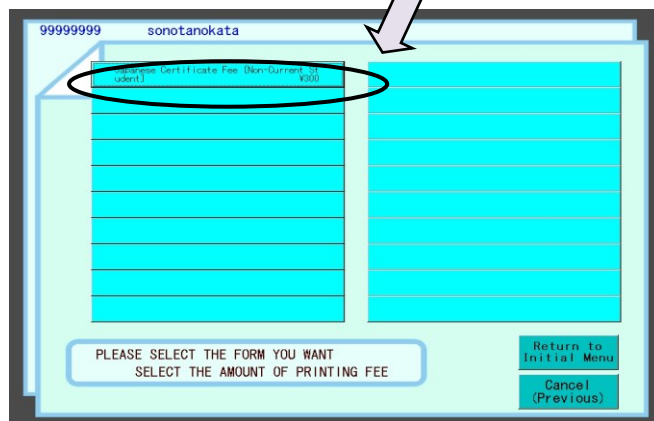 99999999 sonotanokata
Japanese Certificate Fee (Non-Current St
udent] ¥300
PLEASE SELECT THE FORM YOU WANT
SELECT THE AMOUNT OF PRINTING FEE
Return to
Initial Menu
Cancel
(Previous)